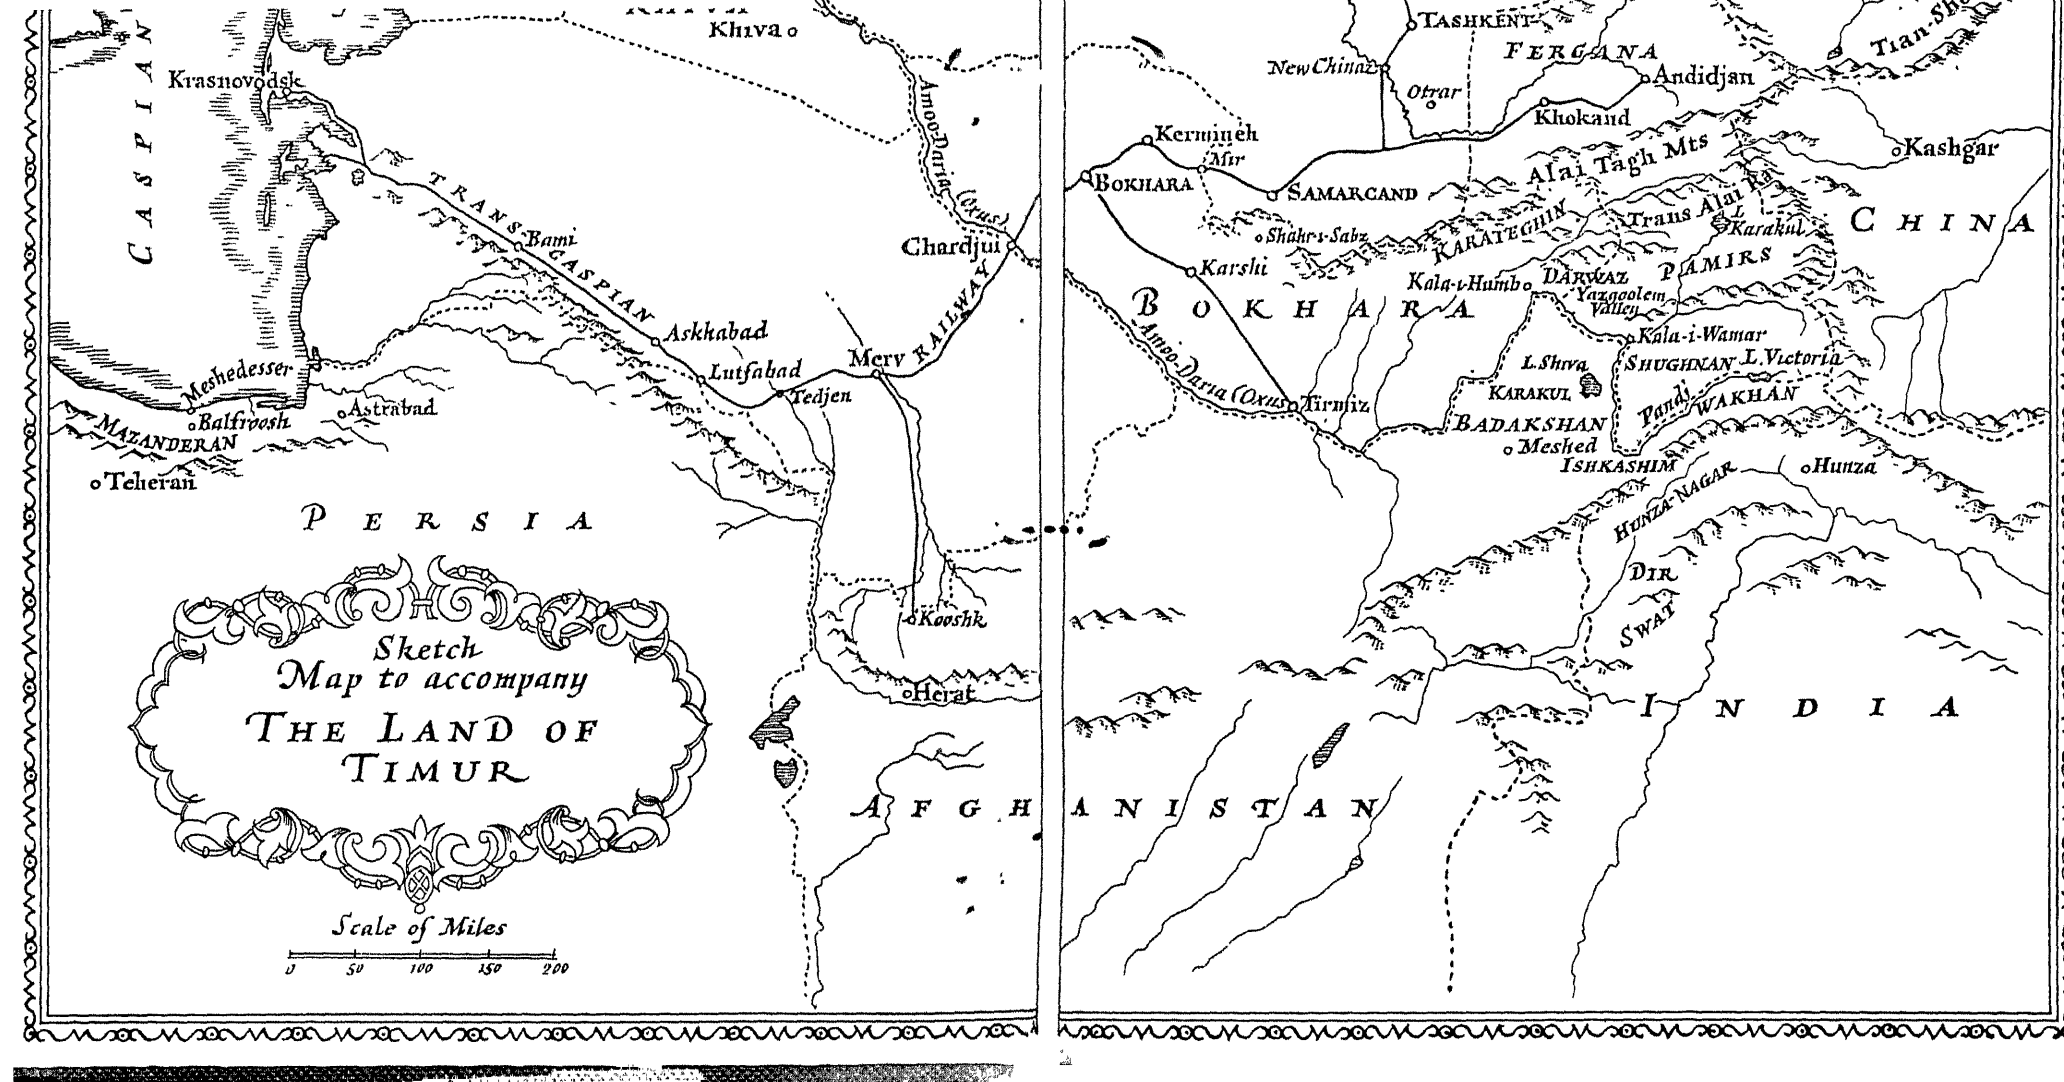 Khiva
TASHKENT
Tian-Sh
FERGANA
New Chinaz
Andidjan
CASPIAN
Krasnovodsk
Otrar
Khokand
Amoo-Daria (Oxus)
Kermineh
Mir
Alai Tagh Mts
Kashgar
BOKHARA
SAMARCAND
TRANS-CASPIAN RAILWAY
Trans Alai Ra
KARATEGHIN
L. Karakul
CHINA
Bami
Chardjui
Shahr-ı-Sabz
Karshi
Kala-ı-Humb
DARWAZ
PAMIRS
Yazgoolem
Valley
BOKHARA
Askhabad
Amoo-Daria (Oxus)
Kala-i-Wamar
Merv
L. Shiva
SHUGHNAN
L. Victoria
Meshedesser
Lutfabad
Tedjen
KARAKUL
Pandj
WAKHAN
Tirmiz
Astrabad
Balfroosh
BADAKSHAN
MAZANDERAN
Meshed
ISHKASHIM
Hunza
Teheran
HUNZA-NAGAR
PERSIA
DIR
Kooshk
SWAT
Sketch
Map to accompany
THE LAND OF
TIMUR
Herat
INDIA
AFGHANISTAN
Scale of Miles
0 50 100 150 200